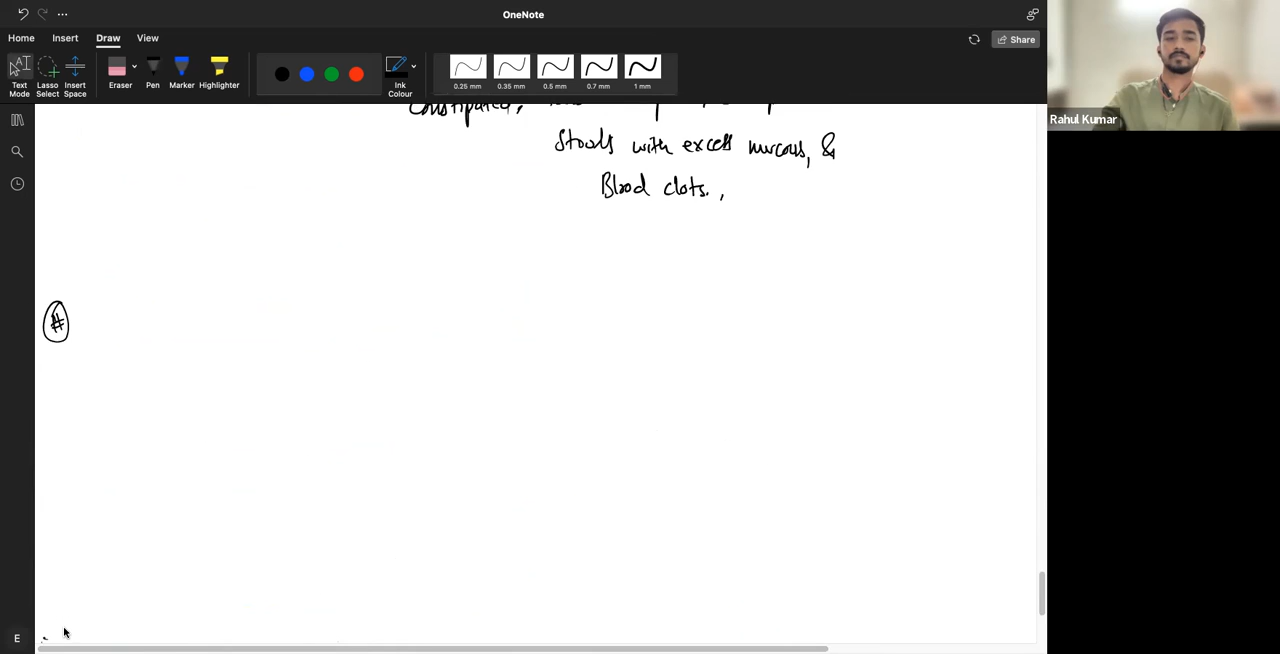 OneNote
Home Insert Draw View
Share
Text Mode
Lasso Select
Insert Space
Eraser
Pen
Marker
Highlighter
Ink Colour
0.25 mm 0.35 mm 0.5 mm 0.7 mm 1 mm
Rahul Kumar
Constipated,
Stools with excess mucous, &
Blood clots. ,
#
E